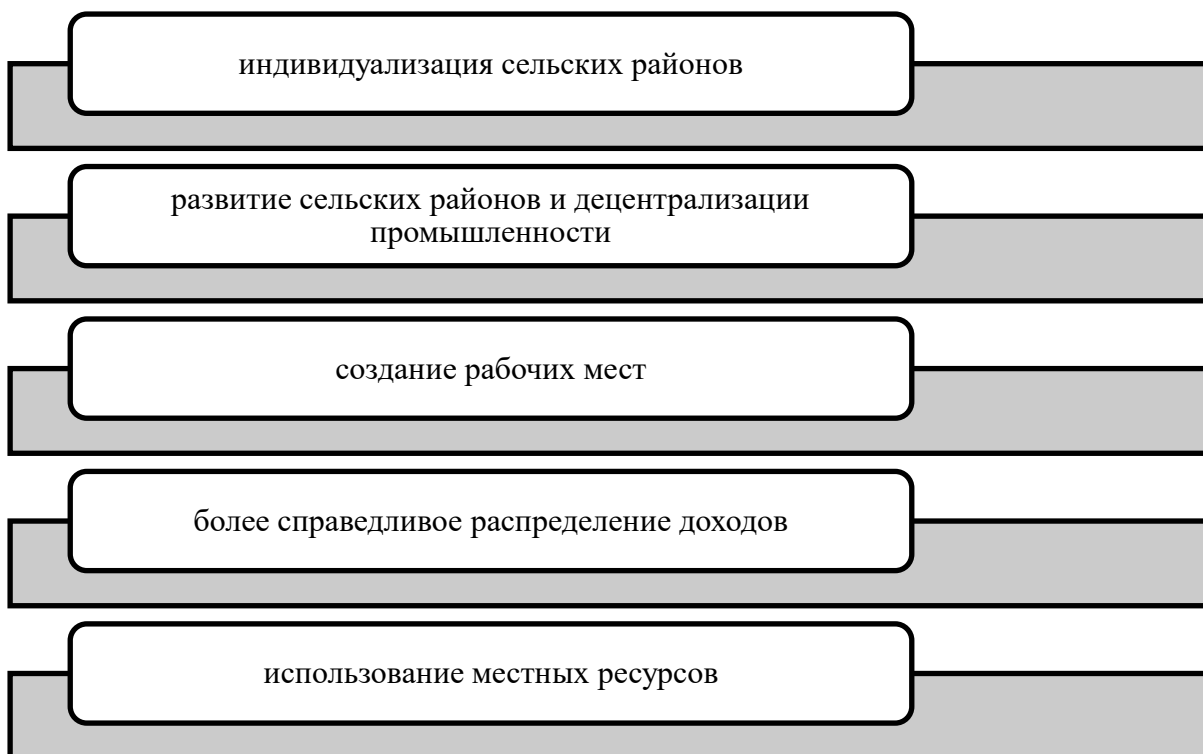 индивидуализация сельских районов
развитие сельских районов и децентрализации
промышленности
создание рабочих мест
более справедливое распределение доходов
использование местных ресурсов